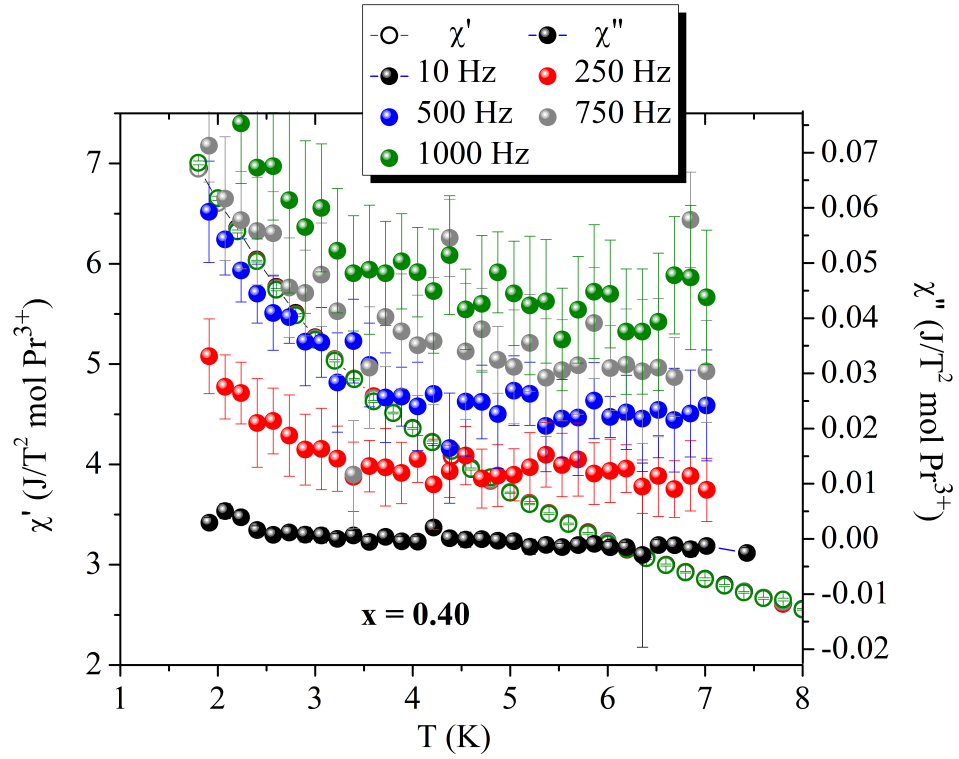 χ' χ"
10 Hz 250 Hz
500 Hz 750 Hz
1000 Hz
7
6
5
4
3
2
χ' (J/T² mol Pr³⁺)
0.07
0.06
0.05
0.04
0.03
0.02
0.01
0.00
-0.01
-0.02
χ" (J/T² mol Pr³⁺)
x = 0.40
1 2 3 4 5 6 7 8
T (K)